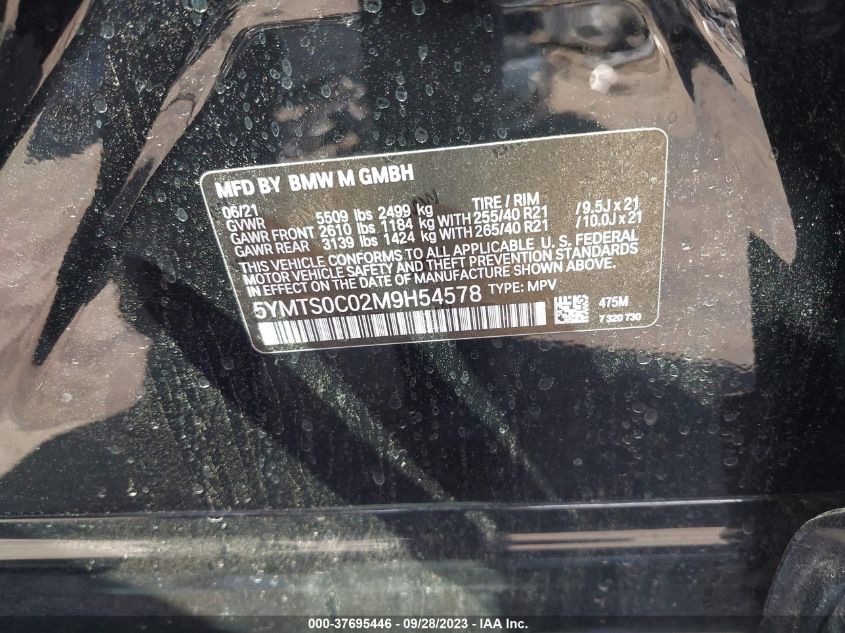 MFD BY BMW M GMBH
06/21 TIRE / RIM
GVWR 5509 lbs 2499 kg
GAWR FRONT 2610 lbs 1184 kg WITH 255/40 R21 / 9.5J x 21
GAWR REAR 3139 lbs 1424 kg WITH 265/40 R21 / 10.0J x 21
THIS VEHICLE CONFORMS TO ALL APPLICABLE U. S. FEDERAL
MOTOR VEHICLE SAFETY AND THEFT PREVENTION STANDARDS
IN EFFECT ON THE DATE OF MANUFACTURE SHOWN ABOVE.
5YMTS0C02M9H54578 TYPE: MPV
475M
7 320 730
000-37695446 - 09/28/2023 - IAA Inc.